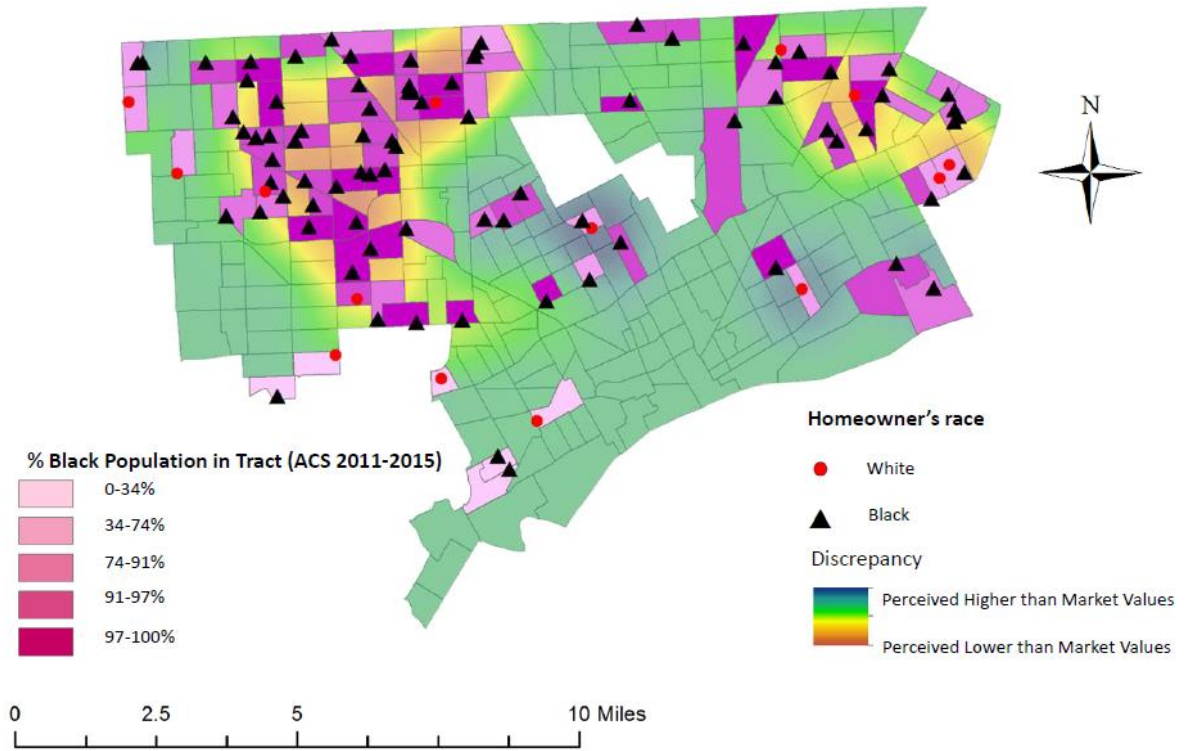 N
Homeowner's race
White
Black
Discrepancy
Perceived Higher than Market Values
Perceived Lower than Market Values
% Black Population in Tract (ACS 2011-2015)
0-34%
34-74%
74-91%
91-97%
97-100%
0 2.5 5 10 Miles